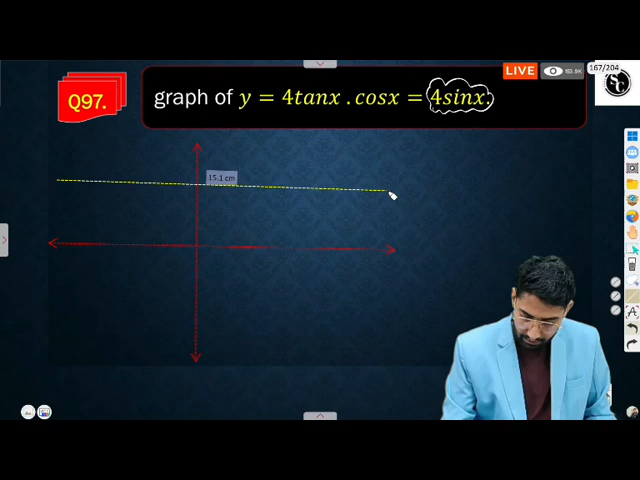 LIVE
167/204
Q97.
graph of y = 4tanx . cosx = 4sinx.
15.1 cm